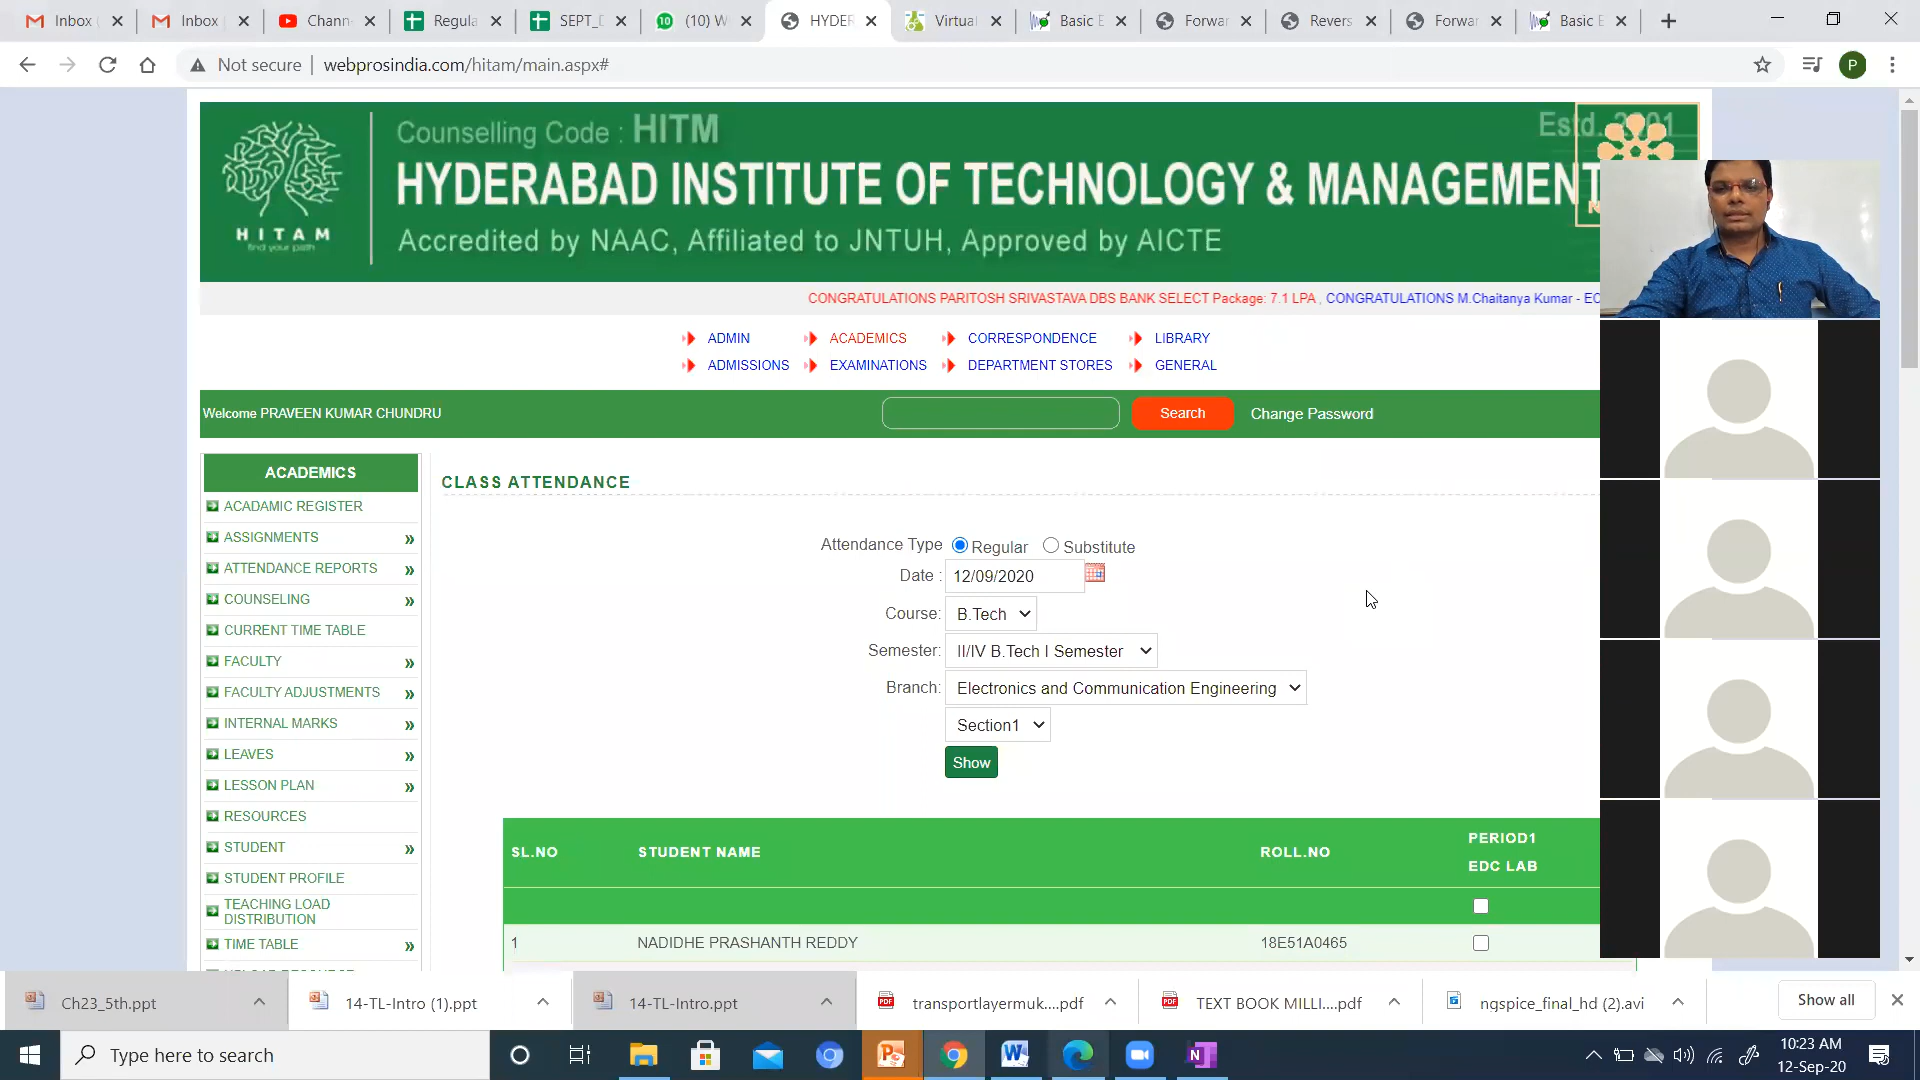 Inbox
Inbox
Chann
Regula
SEPT_D
(10) W
HYDER
Virtual
Basic E
Forwar
Revers
Forwar
Basic E
Not secure
webprosindia.com/hitam/main.aspx#
P
Counselling Code : HITM
Estd. 2001
HYDERABAD INSTITUTE OF TECHNOLOGY & MANAGEMENT
HITAM
find your path
Accredited by NAAC, Affiliated to JNTUH, Approved by AICTE
CONGRATULATIONS PARITOSH SRIVASTAVA DBS BANK SELECT Package: 7.1 LPA , CONGRATULATIONS M.Chaitanya Kumar - EC
ADMIN ACADEMICS CORRESPONDENCE LIBRARY
ADMISSIONS EXAMINATIONS DEPARTMENT STORES GENERAL
Welcome PRAVEEN KUMAR CHUNDRU
Search
Change Password
ACADEMICS
ACADAMIC REGISTER
ASSIGNMENTS »
ATTENDANCE REPORTS »
COUNSELING »
CURRENT TIME TABLE
FACULTY »
FACULTY ADJUSTMENTS »
INTERNAL MARKS »
LEAVES »
LESSON PLAN »
RESOURCES
STUDENT »
STUDENT PROFILE
TEACHING LOAD
DISTRIBUTION
TIME TABLE »
UPLOAD RESOURCE
CLASS ATTENDANCE
Attendance Type Regular Substitute
Date : 12/09/2020
Course: B.Tech
Semester: II/IV B.Tech I Semester
Branch: Electronics and Communication Engineering
Section1
Show
SL.NO STUDENT NAME ROLL.NO PERIOD1
EDC LAB
1 NADIDHE PRASHANTH REDDY 18E51A0465
Ch23_5th.ppt
14-TL-Intro (1).ppt
14-TL-Intro.ppt
transportlayermuk....pdf
TEXT BOOK MILLI....pdf
ngspice_final_hd (2).avi
Show all
Type here to search
10:23 AM
12-Sep-20